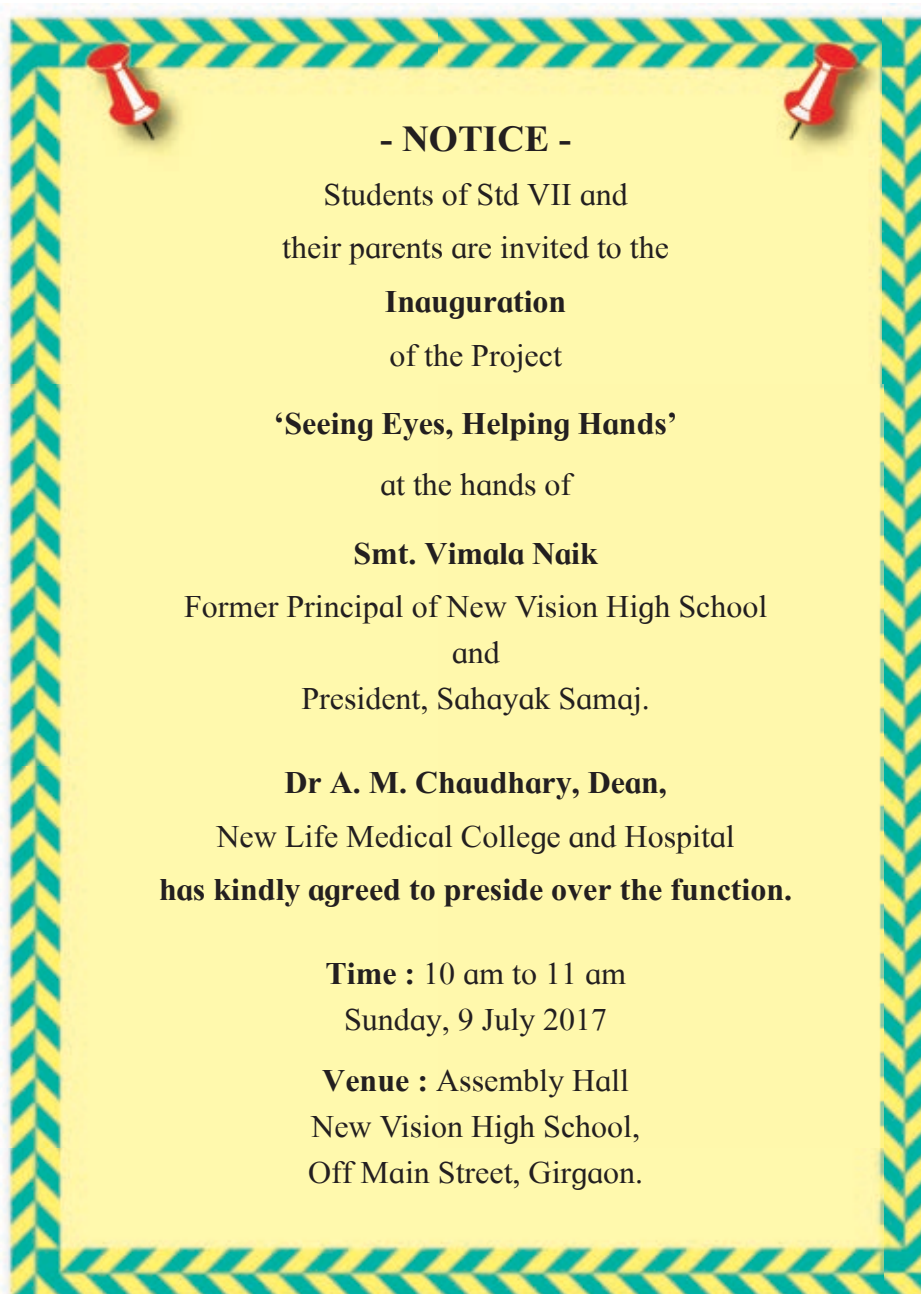 - NOTICE -
Students of Std VII and
their parents are invited to the
Inauguration
of the Project
‘Seeing Eyes, Helping Hands’
at the hands of
Smt. Vimala Naik
Former Principal of New Vision High School
and
President, Sahayak Samaj.
Dr A. M. Chaudhary, Dean,
New Life Medical College and Hospital
has kindly agreed to preside over the function.
Time : 10 am to 11 am
Sunday, 9 July 2017
Venue : Assembly Hall
New Vision High School,
Off Main Street, Girgaon.